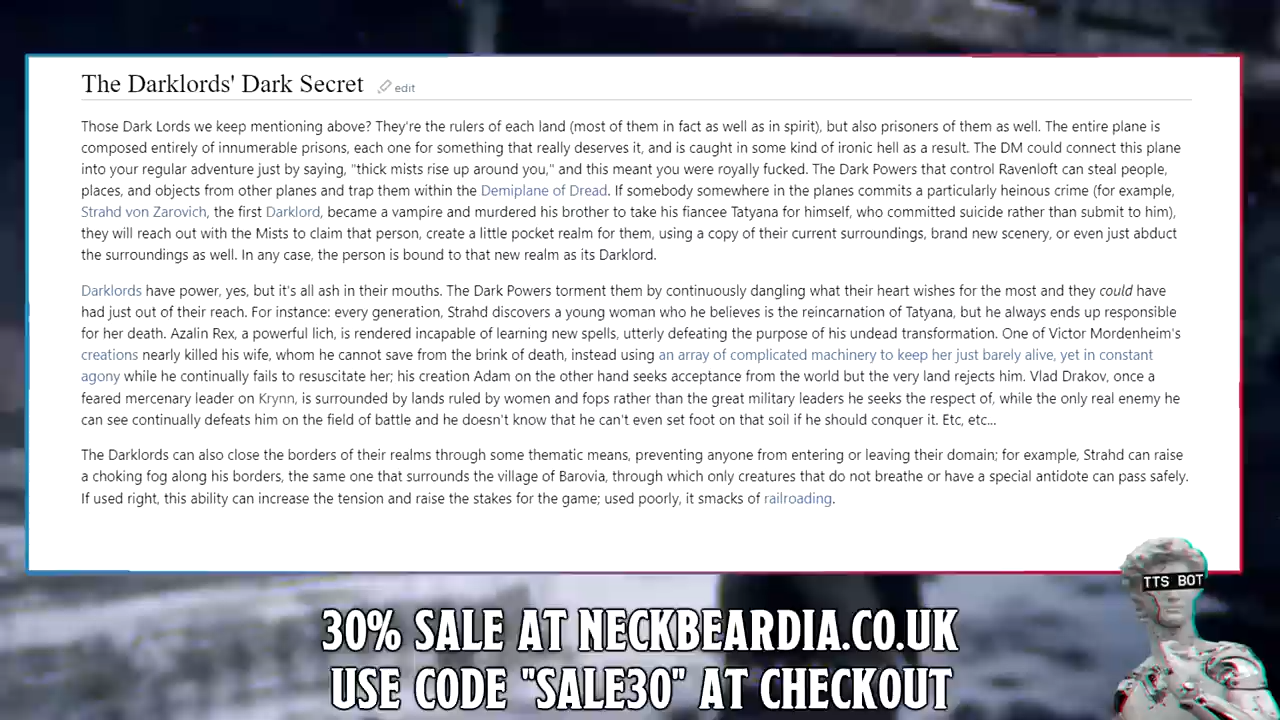 The Darklords' Dark Secret edit
Those Dark Lords we keep mentioning above? They're the rulers of each land (most of them in fact as well as in spirit), but also prisoners of them as well. The entire plane is
composed entirely of innumerable prisons, each one for something that really deserves it, and is caught in some kind of ironic hell as a result. The DM could connect this plane
into your regular adventure just by saying, "thick mists rise up around you," and this meant you were royally fucked. The Dark Powers that control Ravenloft can steal people,
places, and objects from other planes and trap them within the Demiplane of Dread. If somebody somewhere in the planes commits a particularly heinous crime (for example,
Strahd von Zarovich, the first Darklord, became a vampire and murdered his brother to take his fiancee Tatyana for himself, who committed suicide rather than submit to him),
they will reach out with the Mists to claim that person, create a little pocket realm for them, using a copy of their current surroundings, brand new scenery, or even just abduct
the surroundings as well. In any case, the person is bound to that new realm as its Darklord.
Darklords have power, yes, but it's all ash in their mouths. The Dark Powers torment them by continuously dangling what their heart wishes for the most and they could have
had just out of their reach. For instance: every generation, Strahd discovers a young woman who he believes is the reincarnation of Tatyana, but he always ends up responsible
for her death. Azalin Rex, a powerful lich, is rendered incapable of learning new spells, utterly defeating the purpose of his undead transformation. One of Victor Mordenheim's
creations nearly killed his wife, whom he cannot save from the brink of death, instead using an array of complicated machinery to keep her just barely alive, yet in constant
agony while he continually fails to resuscitate her; his creation Adam on the other hand seeks acceptance from the world but the very land rejects him. Vlad Drakov, once a
feared mercenary leader on Krynn, is surrounded by lands ruled by women and fops rather than the great military leaders he seeks the respect of, while the only real enemy he
can see continually defeats him on the field of battle and he doesn't know that he can't even set foot on that soil if he should conquer it. Etc, etc...
The Darklords can also close the borders of their realms through some thematic means, preventing anyone from entering or leaving their domain; for example, Strahd can raise
a choking fog along his borders, the same one that surrounds the village of Barovia, through which only creatures that do not breathe or have a special antidote can pass safely.
If used right, this ability can increase the tension and raise the stakes for the game; used poorly, it smacks of railroading.
TTS BOT
30% SALE AT NECKBEARDIA.CO.UK
USE CODE "SALE30" AT CHECKOUT